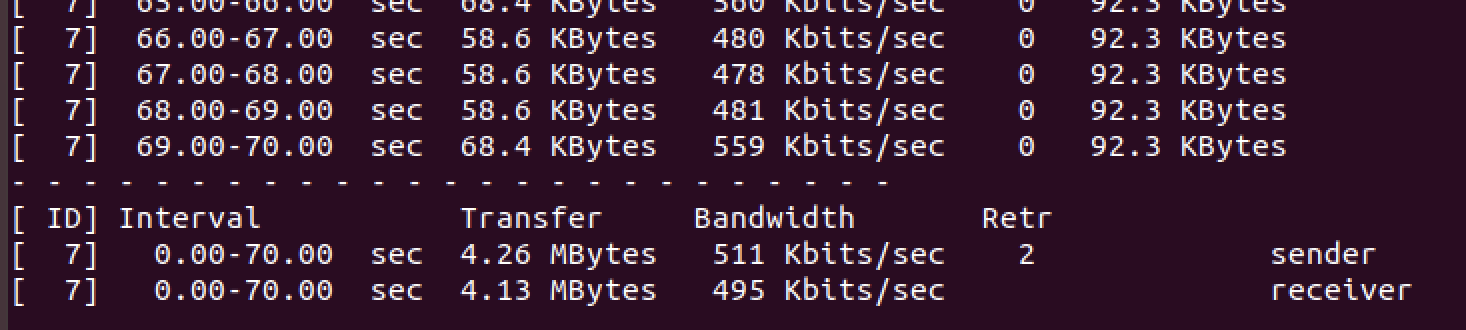 [  7]  65.00-66.00  sec  68.4 KBytes   560 Kbits/sec    0   92.3 KBytes
[  7]  66.00-67.00  sec  58.6 KBytes   480 Kbits/sec    0   92.3 KBytes
[  7]  67.00-68.00  sec  58.6 KBytes   478 Kbits/sec    0   92.3 KBytes
[  7]  68.00-69.00  sec  58.6 KBytes   481 Kbits/sec    0   92.3 KBytes
[  7]  69.00-70.00  sec  68.4 KBytes   559 Kbits/sec    0   92.3 KBytes
- - - - - - - - - - - - - - - - - - - - - - - - -
[ ID] Interval           Transfer     Bandwidth       Retr
[  7]   0.00-70.00  sec  4.26 MBytes   511 Kbits/sec    2             sender
[  7]   0.00-70.00  sec  4.13 MBytes   495 Kbits/sec                  receiver